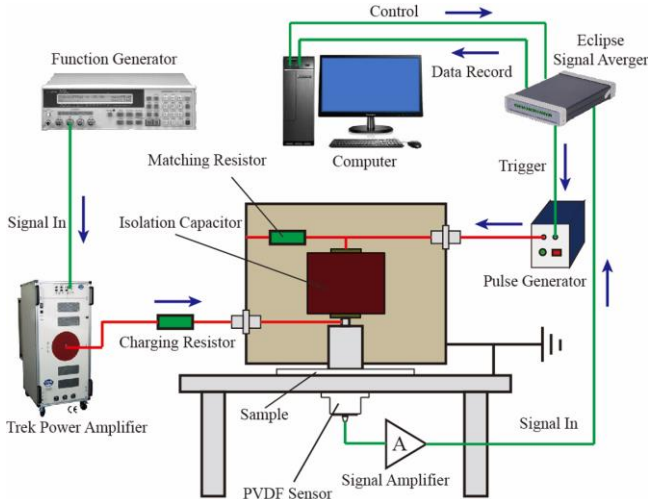 Control
Function Generator
Eclipse
Signal Averger
Data Record
Matching Resistor
Computer
Trigger
Signal In
Isolation Capacitor
Pulse Generator
Charging Resistor
Sample
Trek Power Amplifier
A
Signal In
Signal Amplifier
PVDF Sensor